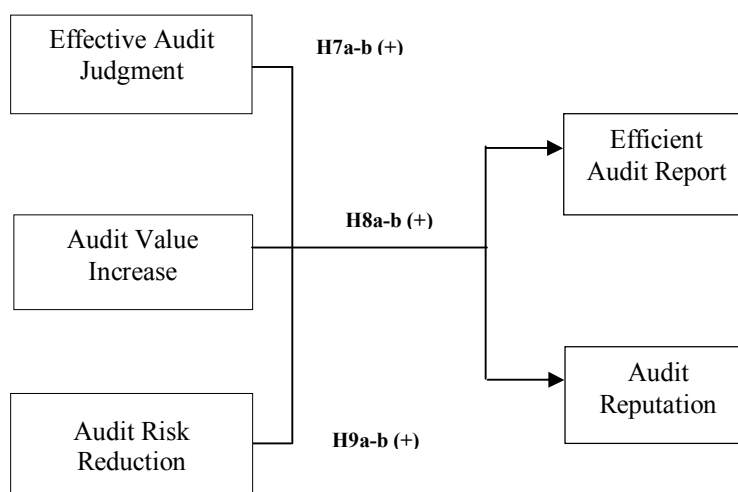 Effective Audit
Judgment
H7a-b (+)
Efficient
Audit Report
Audit Value
Increase
H8a-b (+)
Audit
Reputation
Audit Risk
Reduction
H9a-b (+)